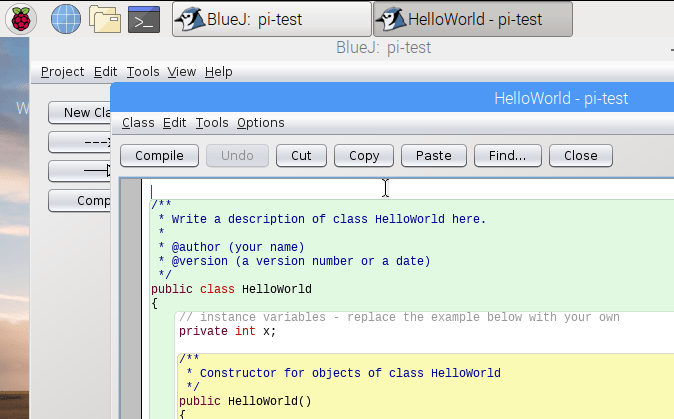 BlueJ: pi-test
HelloWorld - pi-test
BlueJ: pi-test
Project Edit Tools View Help
W
New Cla
Comp
HelloWorld - pi-test
Class Edit Tools Options
Compile Undo Cut Copy Paste Find... Close
/**
* Write a description of class HelloWorld here.
*
* @author (your name)
* @version (a version number or a date)
*/
public class HelloWorld
{
// instance variables - replace the example below with your own
private int x;
/**
* Constructor for objects of class HelloWorld
*/
public HelloWorld()
{